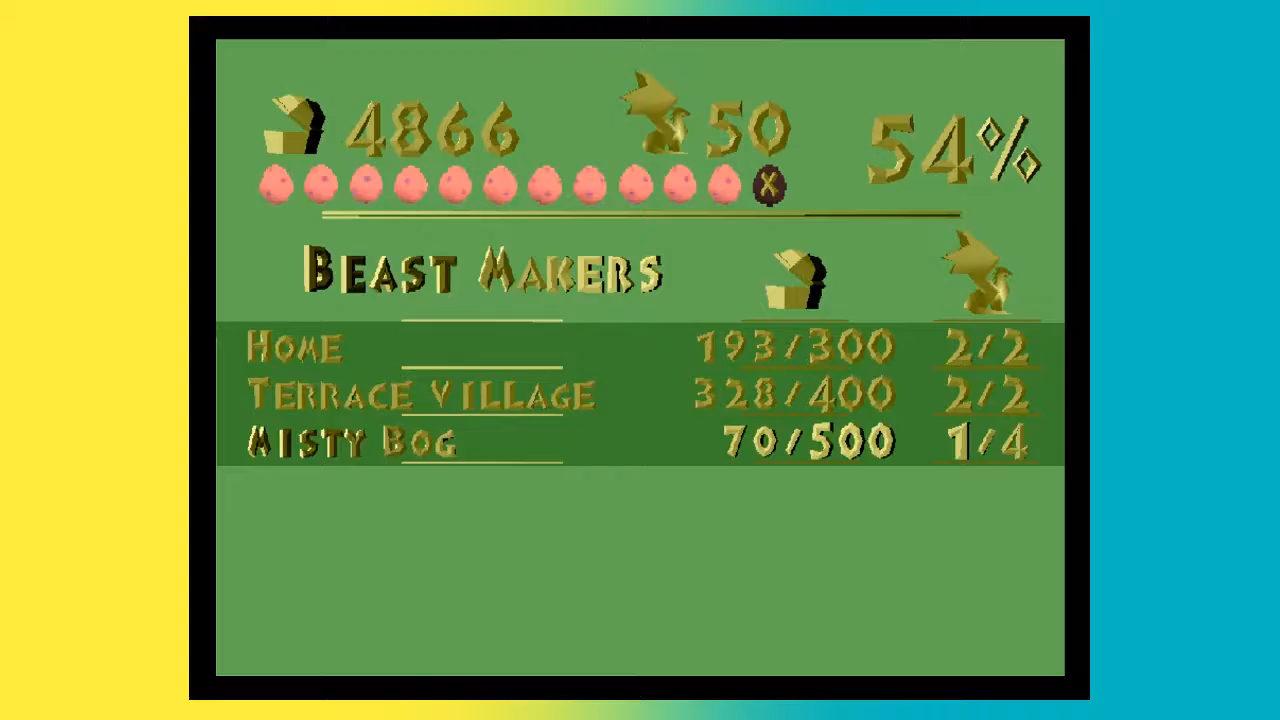 4866 50 54%
X
BEAST MAKERS
HOME 193/300 2/2
TERRACE VILLAGE 328/400 2/2
MISTY BOG 70/500 1/4